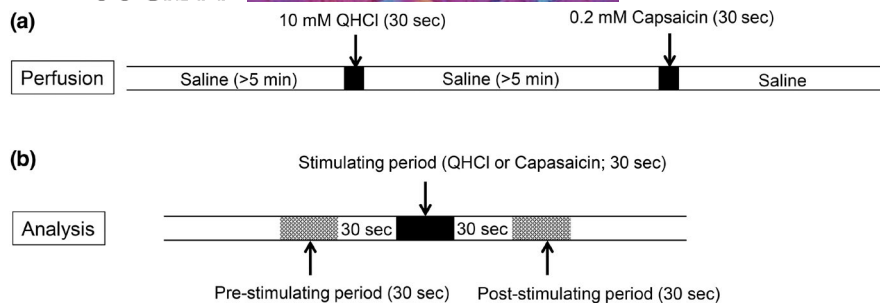 (a)
10 mM QHCl (30 sec)
0.2 mM Capsaicin (30 sec)
Perfusion
Saline (>5 min)
Saline (>5 min)
Saline
(b)
Stimulating period (QHCl or Capasaicin; 30 sec)
Analysis
30 sec
30 sec
Pre-stimulating period (30 sec)
Post-stimulating period (30 sec)